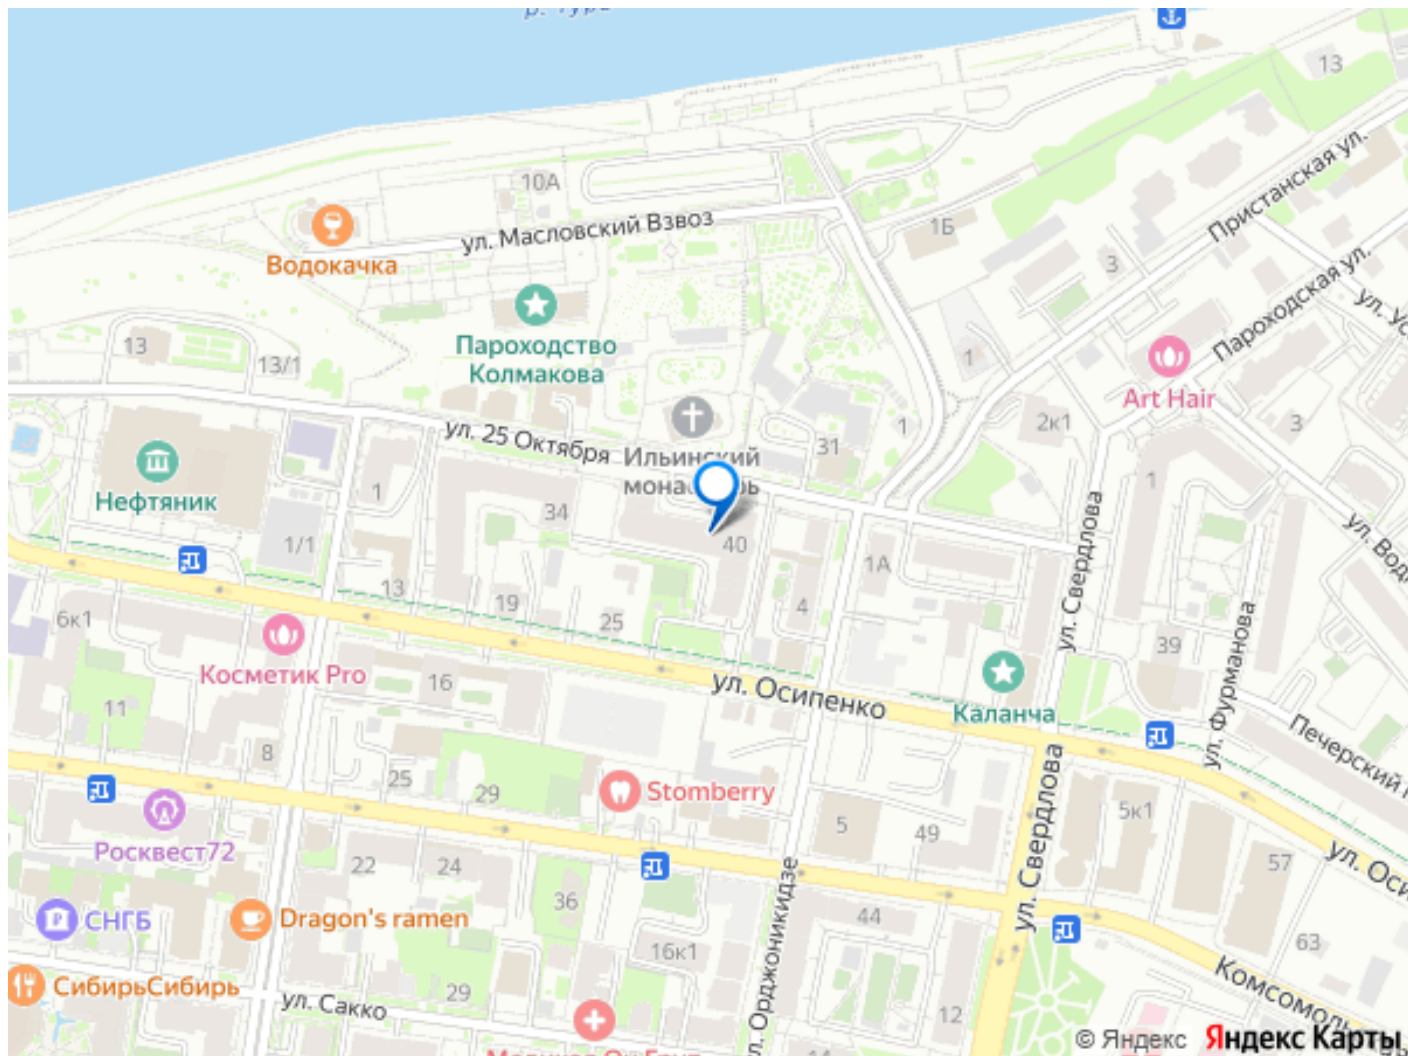 р. Тура
13
10А
Пристанская ул.
ул. Масловский Взвоз
1Б
Водокачка
3
Пароходская ул.
Пароходство
Колмакова
13
13/1
1
Art Hair
ул. 25 Октября
Ильинский
монастырь
31
1
2к1
3
Нефтяник
1
34
40
1/1
1А
1
ул. Свердлова
13
19
25
4
39
6к1
Косметик Pro
16
ул. Осипенко
Каланча
ул. Фурманова
Печерский
11
8
25
29
Stomberry
5
49
5к1
57
Росквест72
22
24
ул. Свердлова
СНГБ
Dragon's ramen
36
44
16к1
63
СибирьСибирь
29
ул. Сакко
ул. Орджоникидзе
12
14
© Яндекс Яндекс Карты